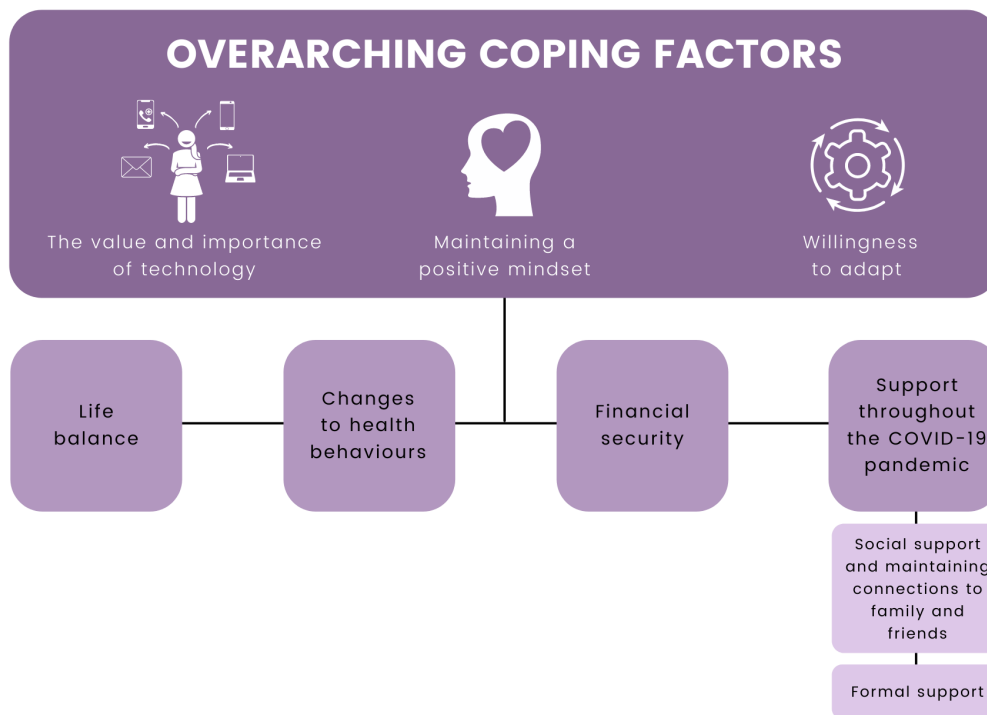 OVERARCHING COPING FACTORS
The value and importance
of technology
Maintaining a
positive mindset
Willingness
to adapt
Life
balance
Changes
to health
behaviours
Financial
security
Support
throughout
the COVID-19
pandemic
Social support
and maintaining
connections to
family and
friends
Formal support